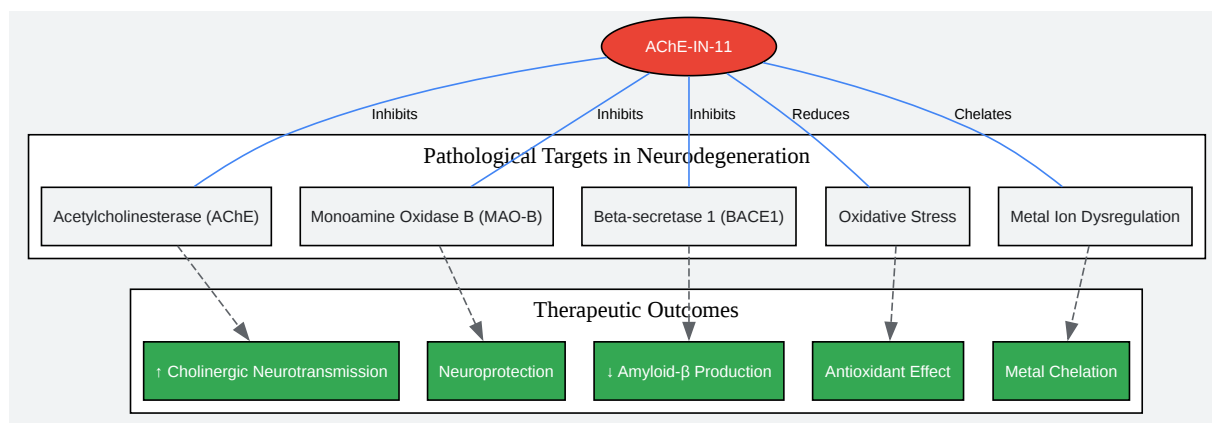 AChE-IN-11
Inhibits Inhibits Inhibits Reduces Chelates
Pathological Targets in Neurodegeneration
Acetylcholinesterase (AChE) Monoamine Oxidase B (MAO-B) Beta-secretase 1 (BACE1) Oxidative Stress Metal Ion Dysregulation
Therapeutic Outcomes
↑ Cholinergic Neurotransmission Neuroprotection ↓ Amyloid-β Production Antioxidant Effect Metal Chelation